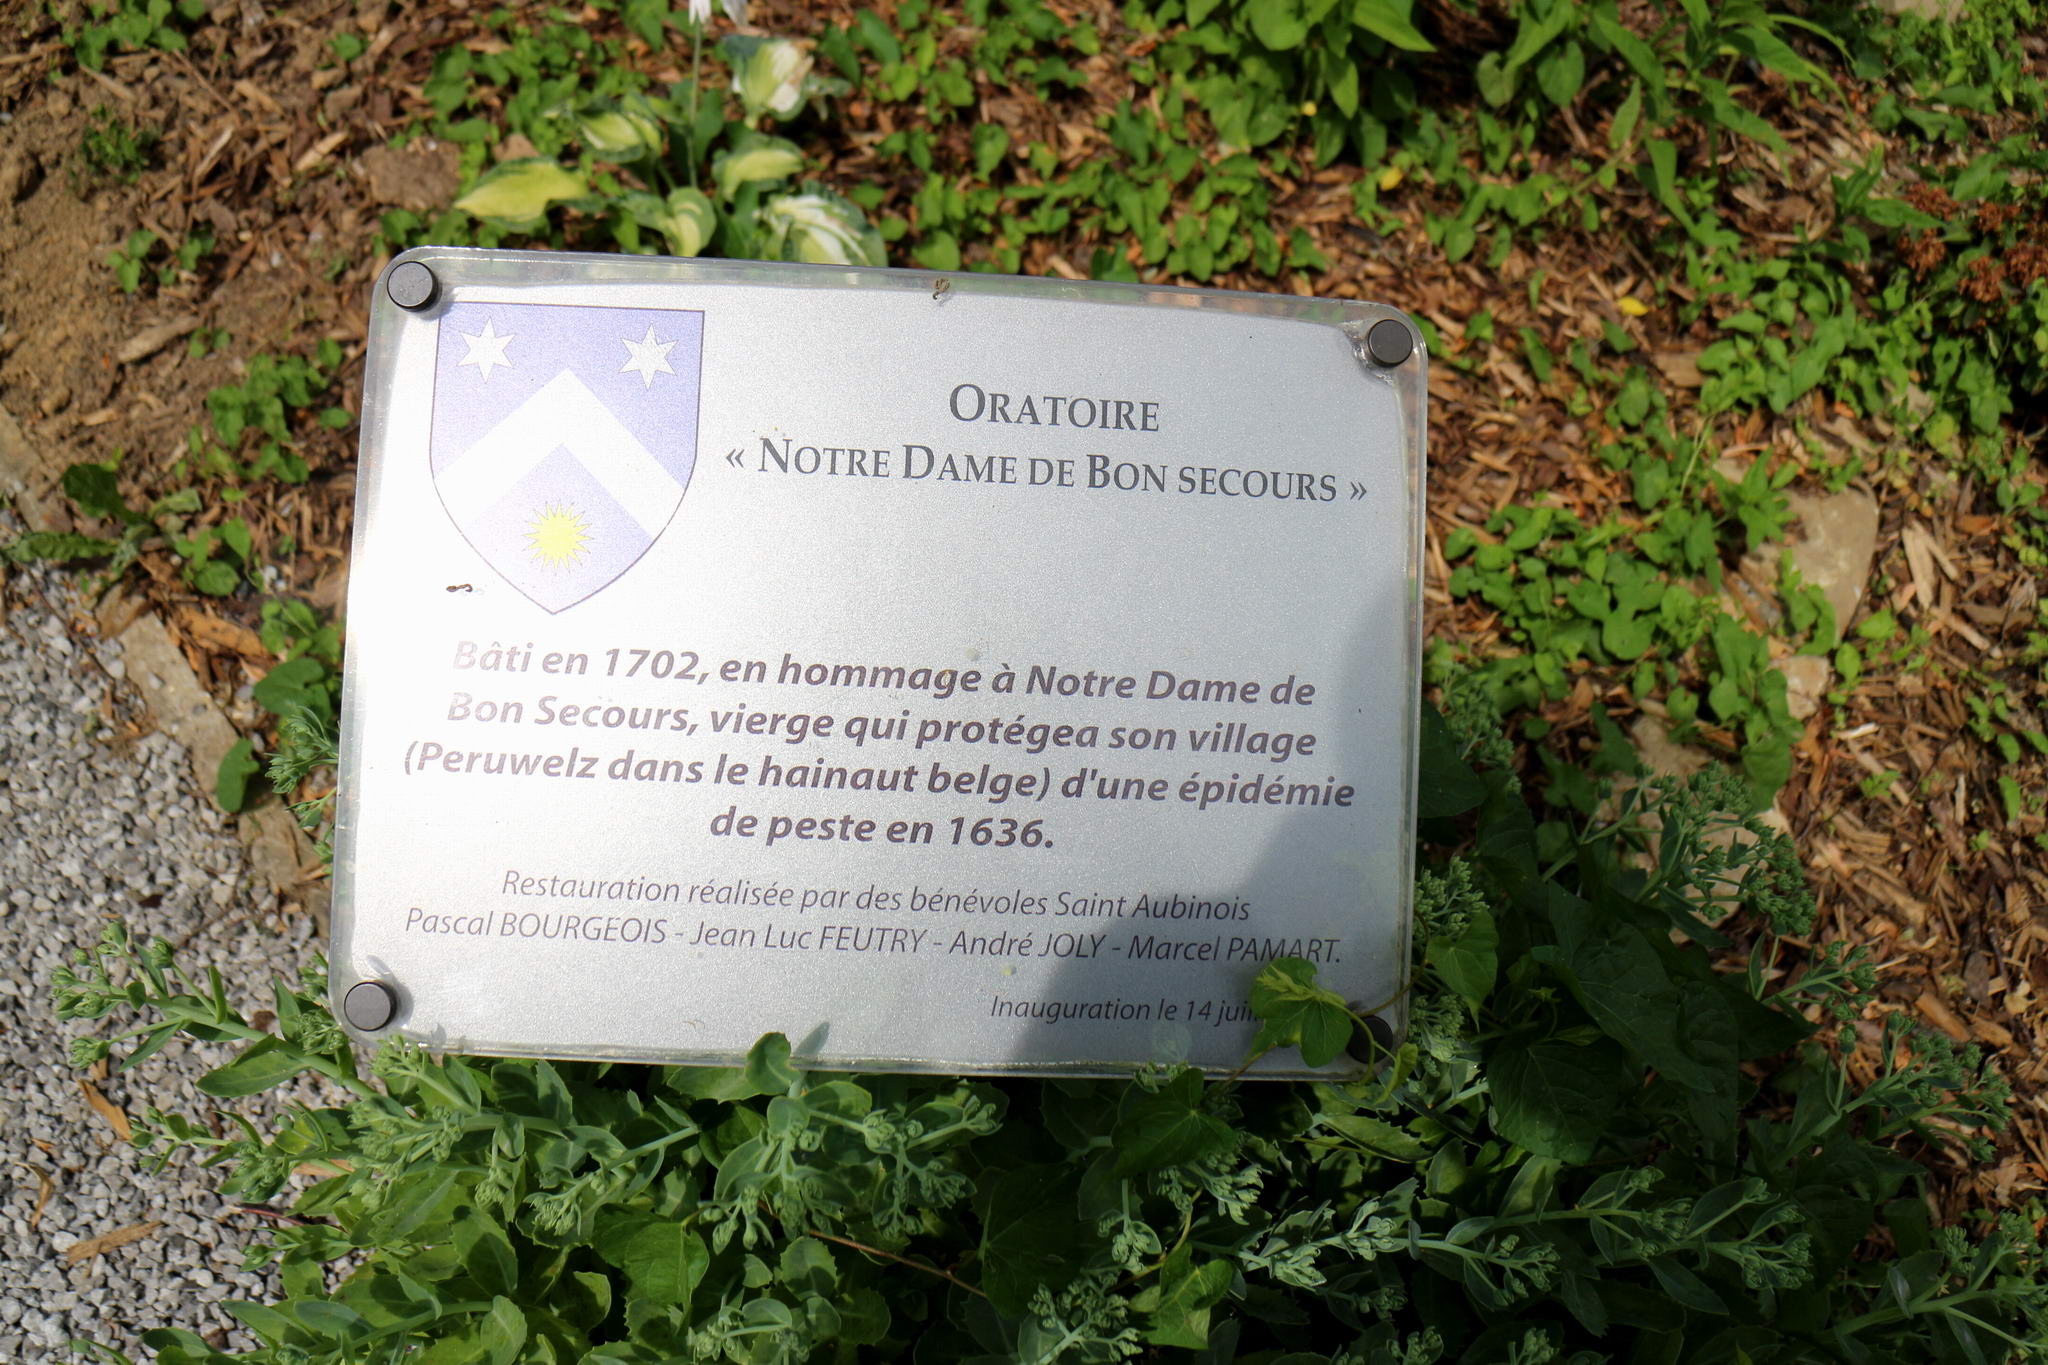 ORATOIRE
« NOTRE DAME DE BON SECOURS »
Bâti en 1702, en hommage à Notre Dame de
Bon Secours, vierge qui protégea son village
(Peruwelz dans le hainaut belge) d'une épidémie
de peste en 1636.
Restauration réalisée par des bénévoles Saint Aubinois
Pascal BOURGEOIS - Jean Luc FEUTRY - André JOLY - Marcel PAMART.
Inauguration le 14